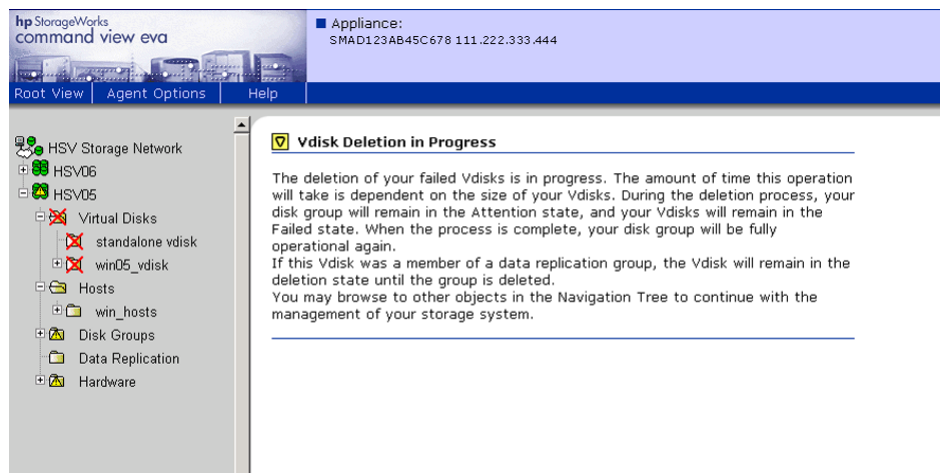 hp StorageWorks
command view eva
Appliance:
SMAD123AB45C678 111.222.333.444
Root View Agent Options Help
HSV Storage Network
HSV06
HSV05
Virtual Disks
standalone vdisk
win05_vdisk
Hosts
win_hosts
Disk Groups
Data Replication
Hardware
Vdisk Deletion in Progress
The deletion of your failed Vdisks is in progress. The amount of time this operation
will take is dependent on the size of your Vdisks. During the deletion process, your
disk group will remain in the Attention state, and your Vdisks will remain in the
Failed state. When the process is complete, your disk group will be fully
operational again.
If this Vdisk was a member of a data replication group, the Vdisk will remain in the
deletion state until the group is deleted.
You may browse to other objects in the Navigation Tree to continue with the
management of your storage system.